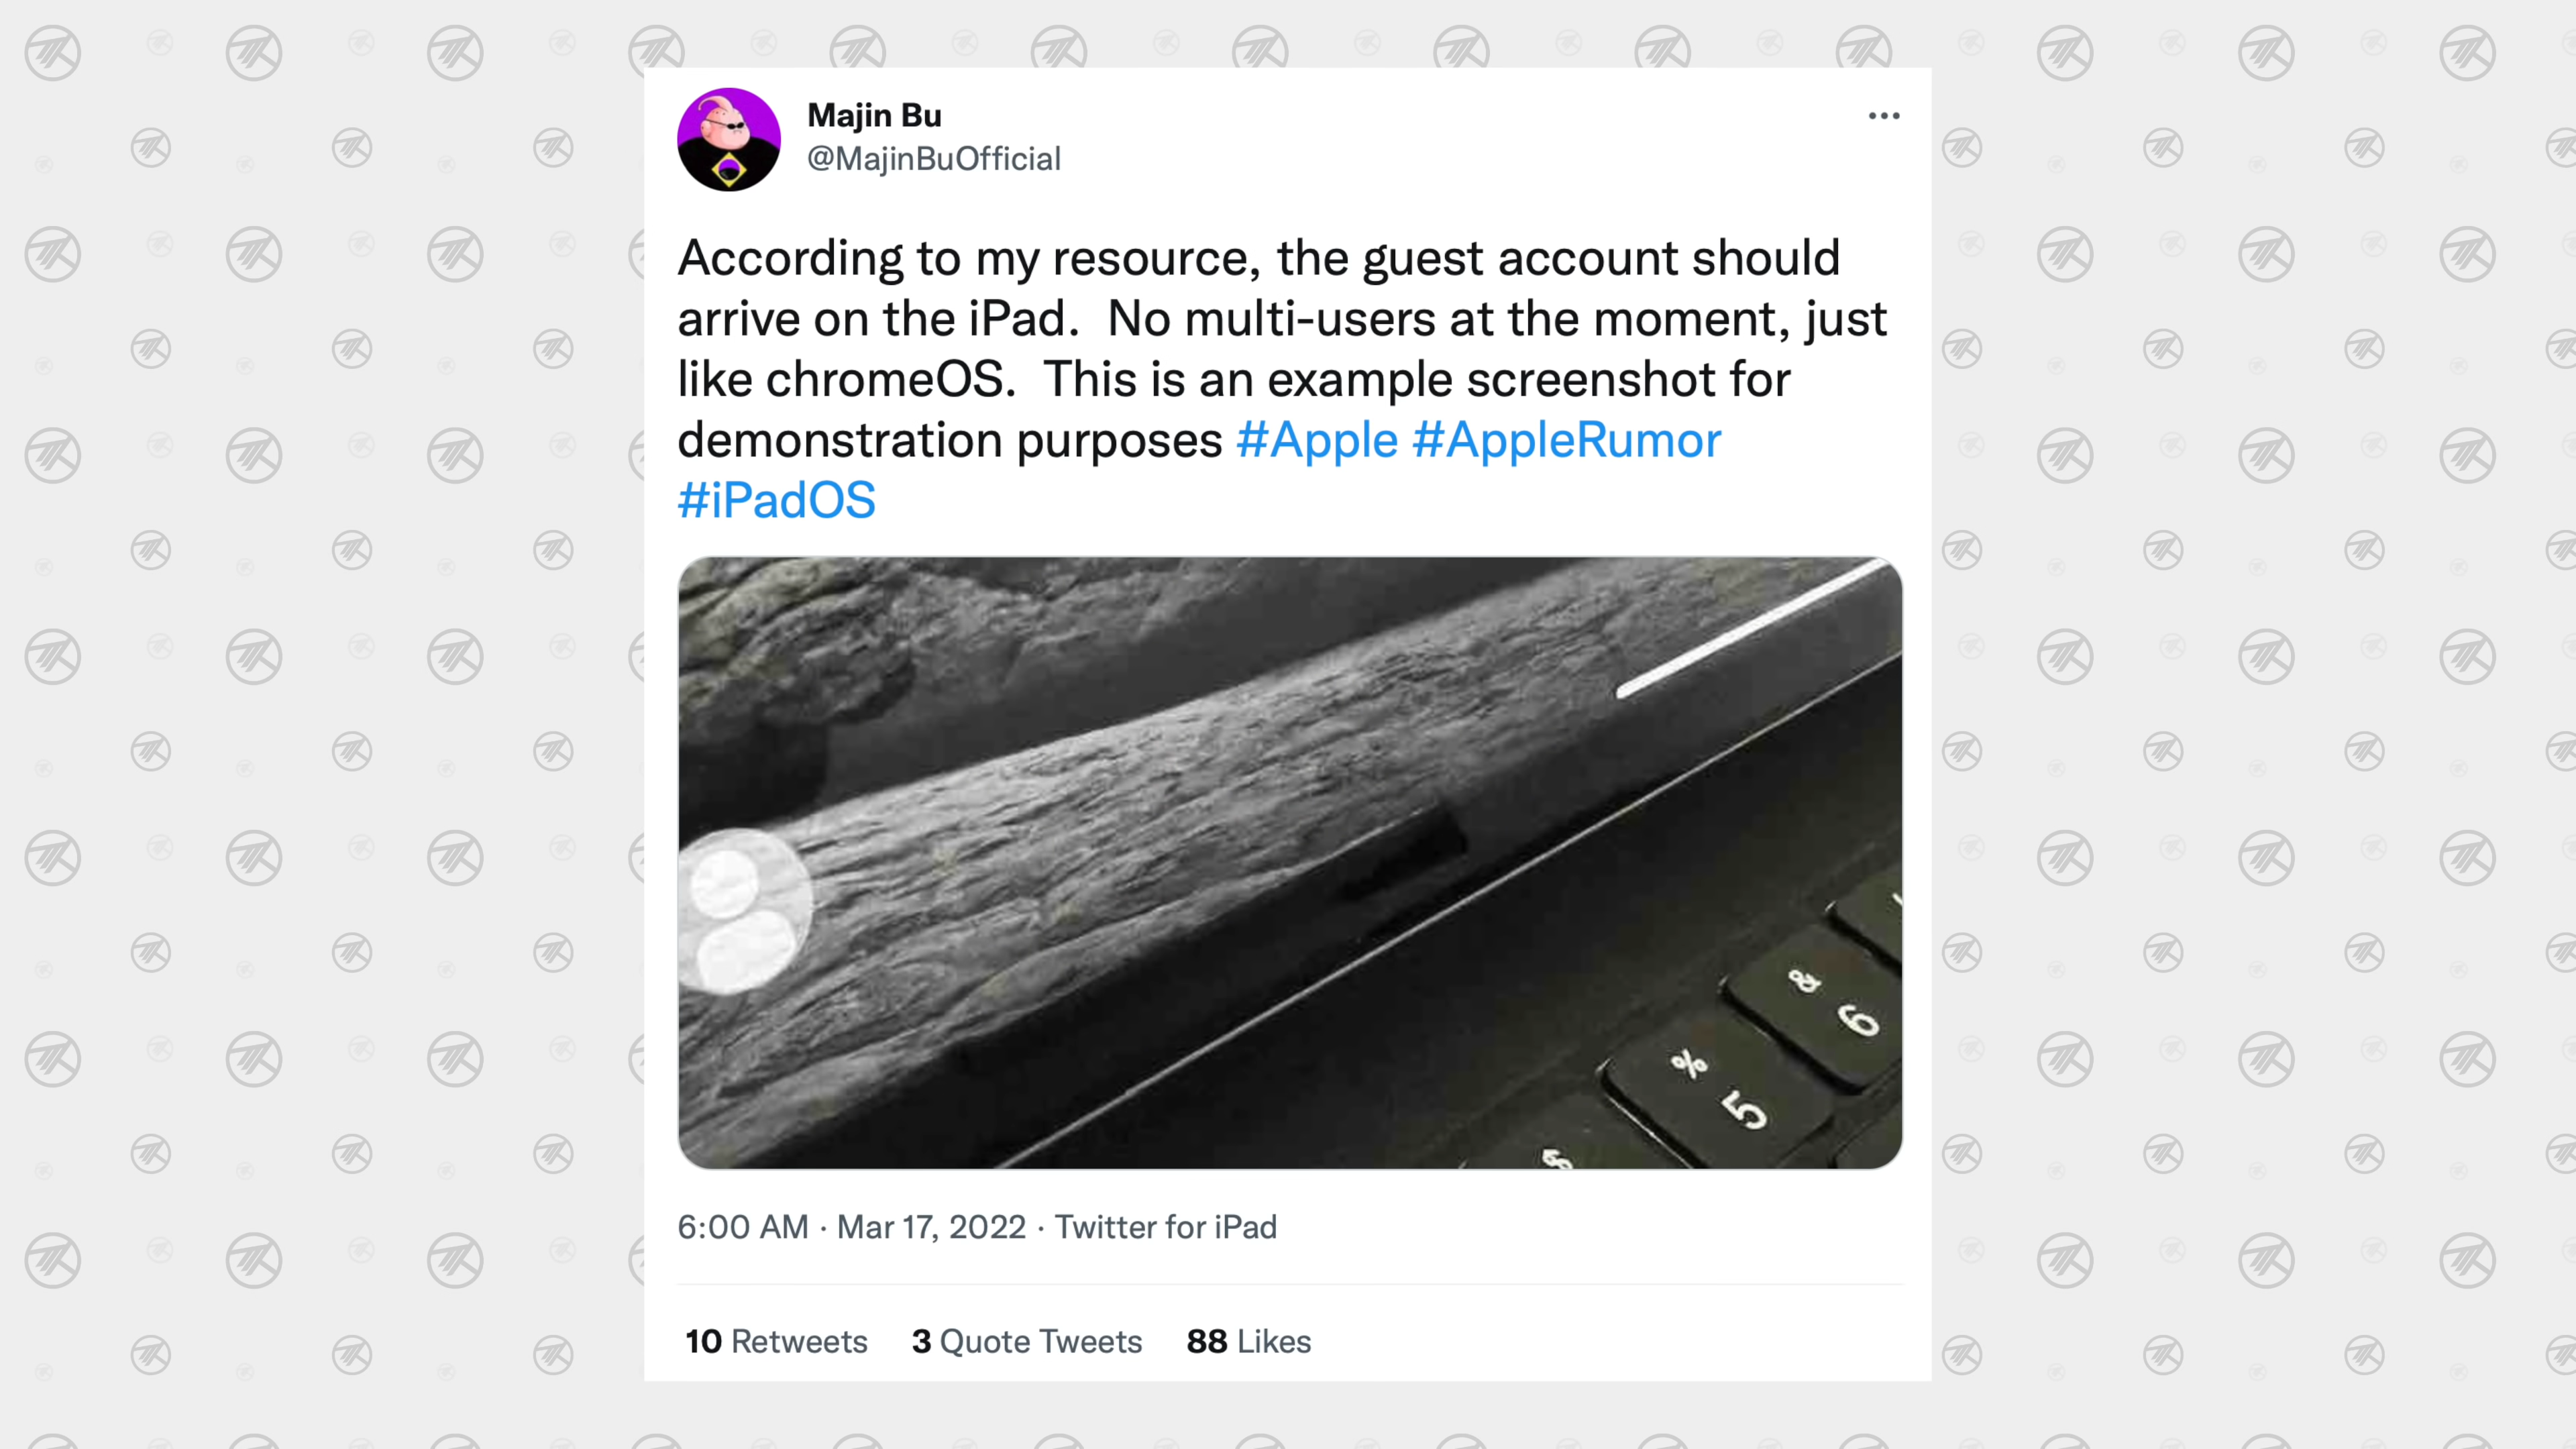 Majin Bu
@MajinBuOfficial
According to my resource, the guest account should
arrive on the iPad.  No multi-users at the moment, just
like chromeOS.  This is an example screenshot for
demonstration purposes #Apple #AppleRumor
#iPadOS
&
6
%
5
6:00 AM · Mar 17, 2022 · Twitter for iPad
10 Retweets 3 Quote Tweets 88 Likes